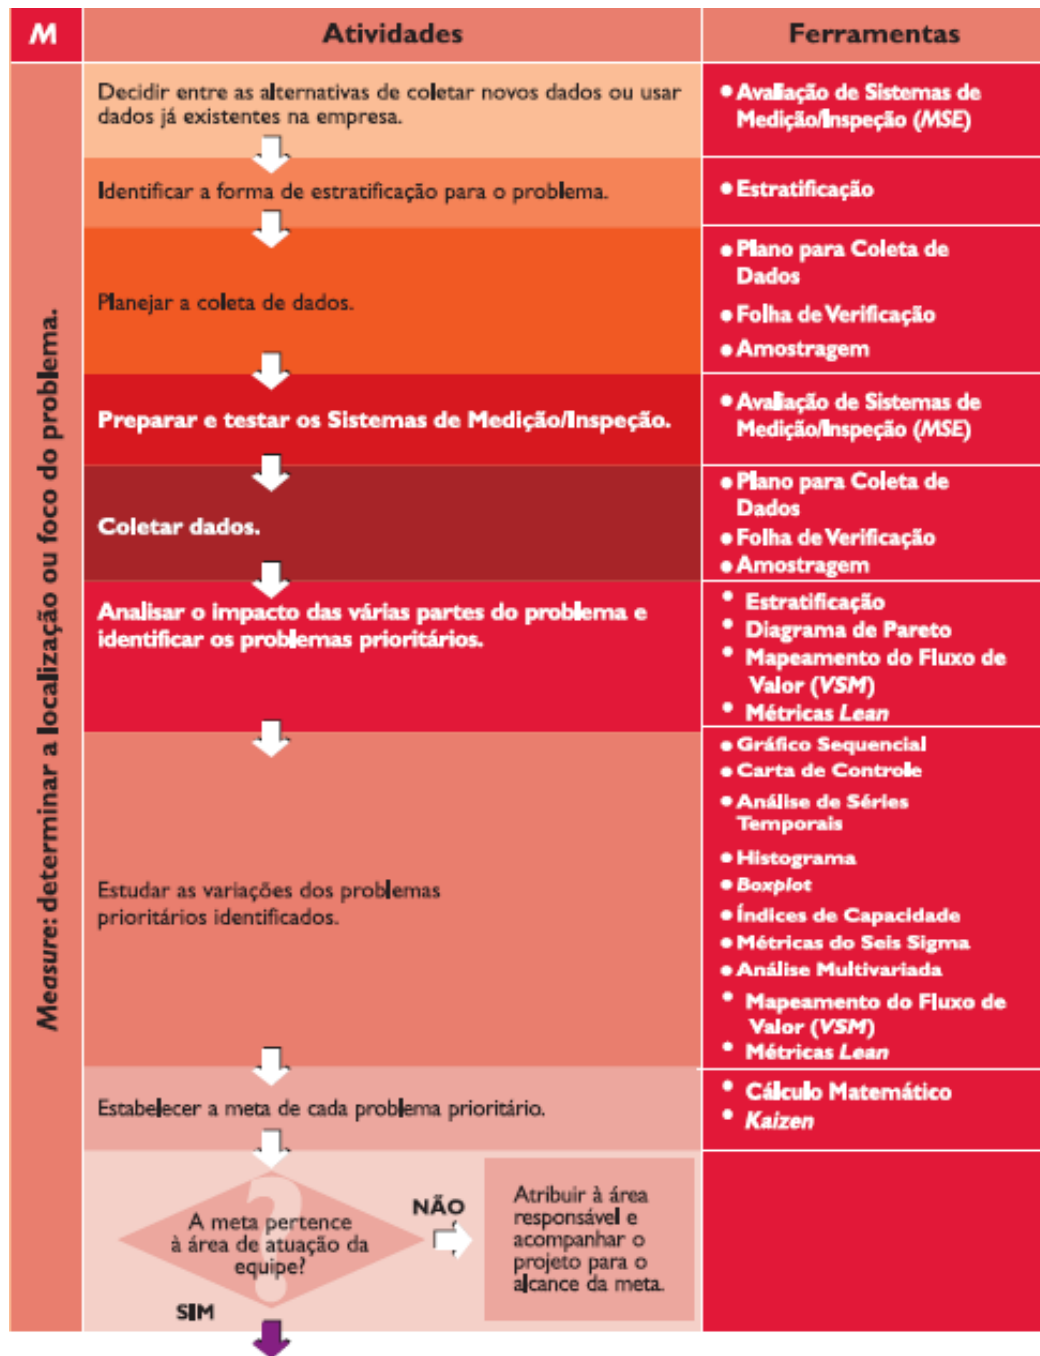 M
Atividades
Ferramentas
Measure: determinar a localização ou foco do problema.
Decidir entre as alternativas de coletar novos dados ou usar
dados já existentes na empresa.
• Avaliação de Sistemas de
Medição/Inspeção (MSE)
Identificar a forma de estratificação para o problema.
• Estratificação
Planejar a coleta de dados.
• Plano para Coleta de
Dados
• Folha de Verificação
• Amostragem
Preparar e testar os Sistemas de Medição/Inspeção.
• Avaliação de Sistemas de
Medição/Inspeção (MSE)
Coletar dados.
• Plano para Coleta de
Dados
• Folha de Verificação
• Amostragem
Analisar o impacto das várias partes do problema e
identificar os problemas prioritários.
• Estratificação
• Diagrama de Pareto
• Mapeamento do Fluxo de
Valor (VSM)
• Métricas Lean
Estudar as variações dos problemas
prioritários identificados.
• Gráfico Sequencial
• Carta de Controle
• Análise de Séries
Temporais
• Histograma
• Boxplot
• Índices de Capacidade
• Métricas do Seis Sigma
• Análise Multivariada
• Mapeamento do Fluxo de
Valor (VSM)
• Métricas Lean
Estabelecer a meta de cada problema prioritário.
• Cálculo Matemático
• Kaizen
?
A meta pertence
à área de atuação da
equipe?
NÃO
Atribuir à área
responsável e
acompanhar o
projeto para o
alcance da meta.
SIM